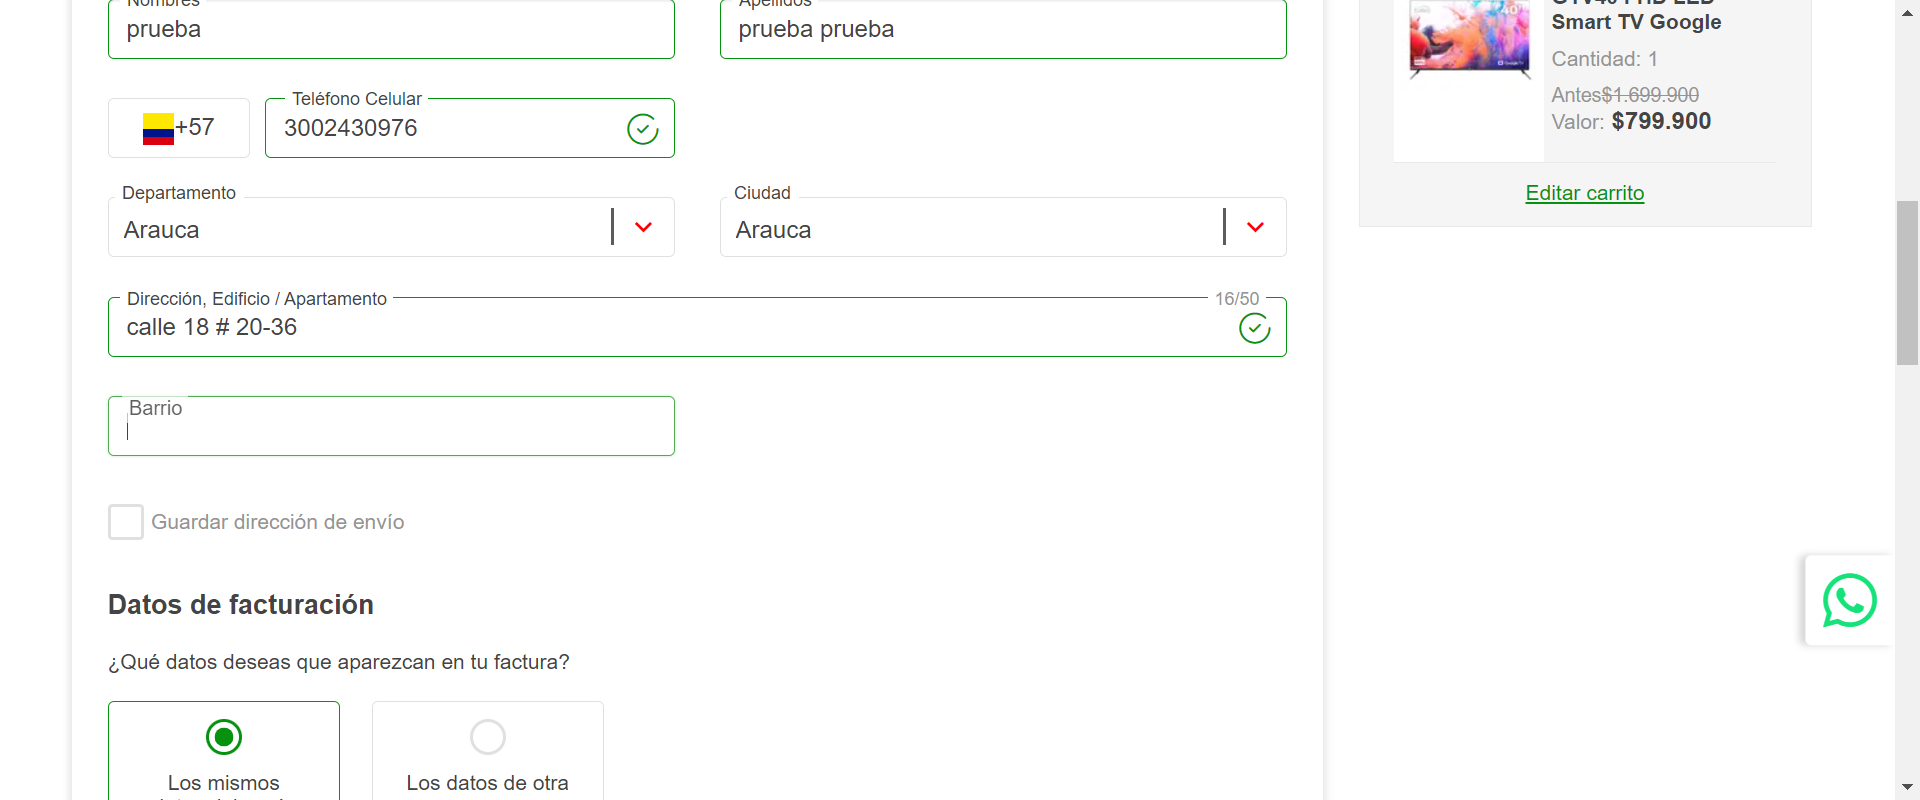 Nombres
prueba
Apellidos
prueba prueba
+57
Teléfono Celular
3002430976
Departamento
Arauca
Ciudad
Arauca
Dirección, Edificio / Apartamento
16/50
calle 18 # 20-36
Barrio
Guardar dirección de envío
Datos de facturación
¿Qué datos deseas que aparezcan en tu factura?
Los mismos
Los datos de otra
Smart TV Google
Cantidad: 1
Antes$1.699.900
Valor: $799.900
Editar carrito